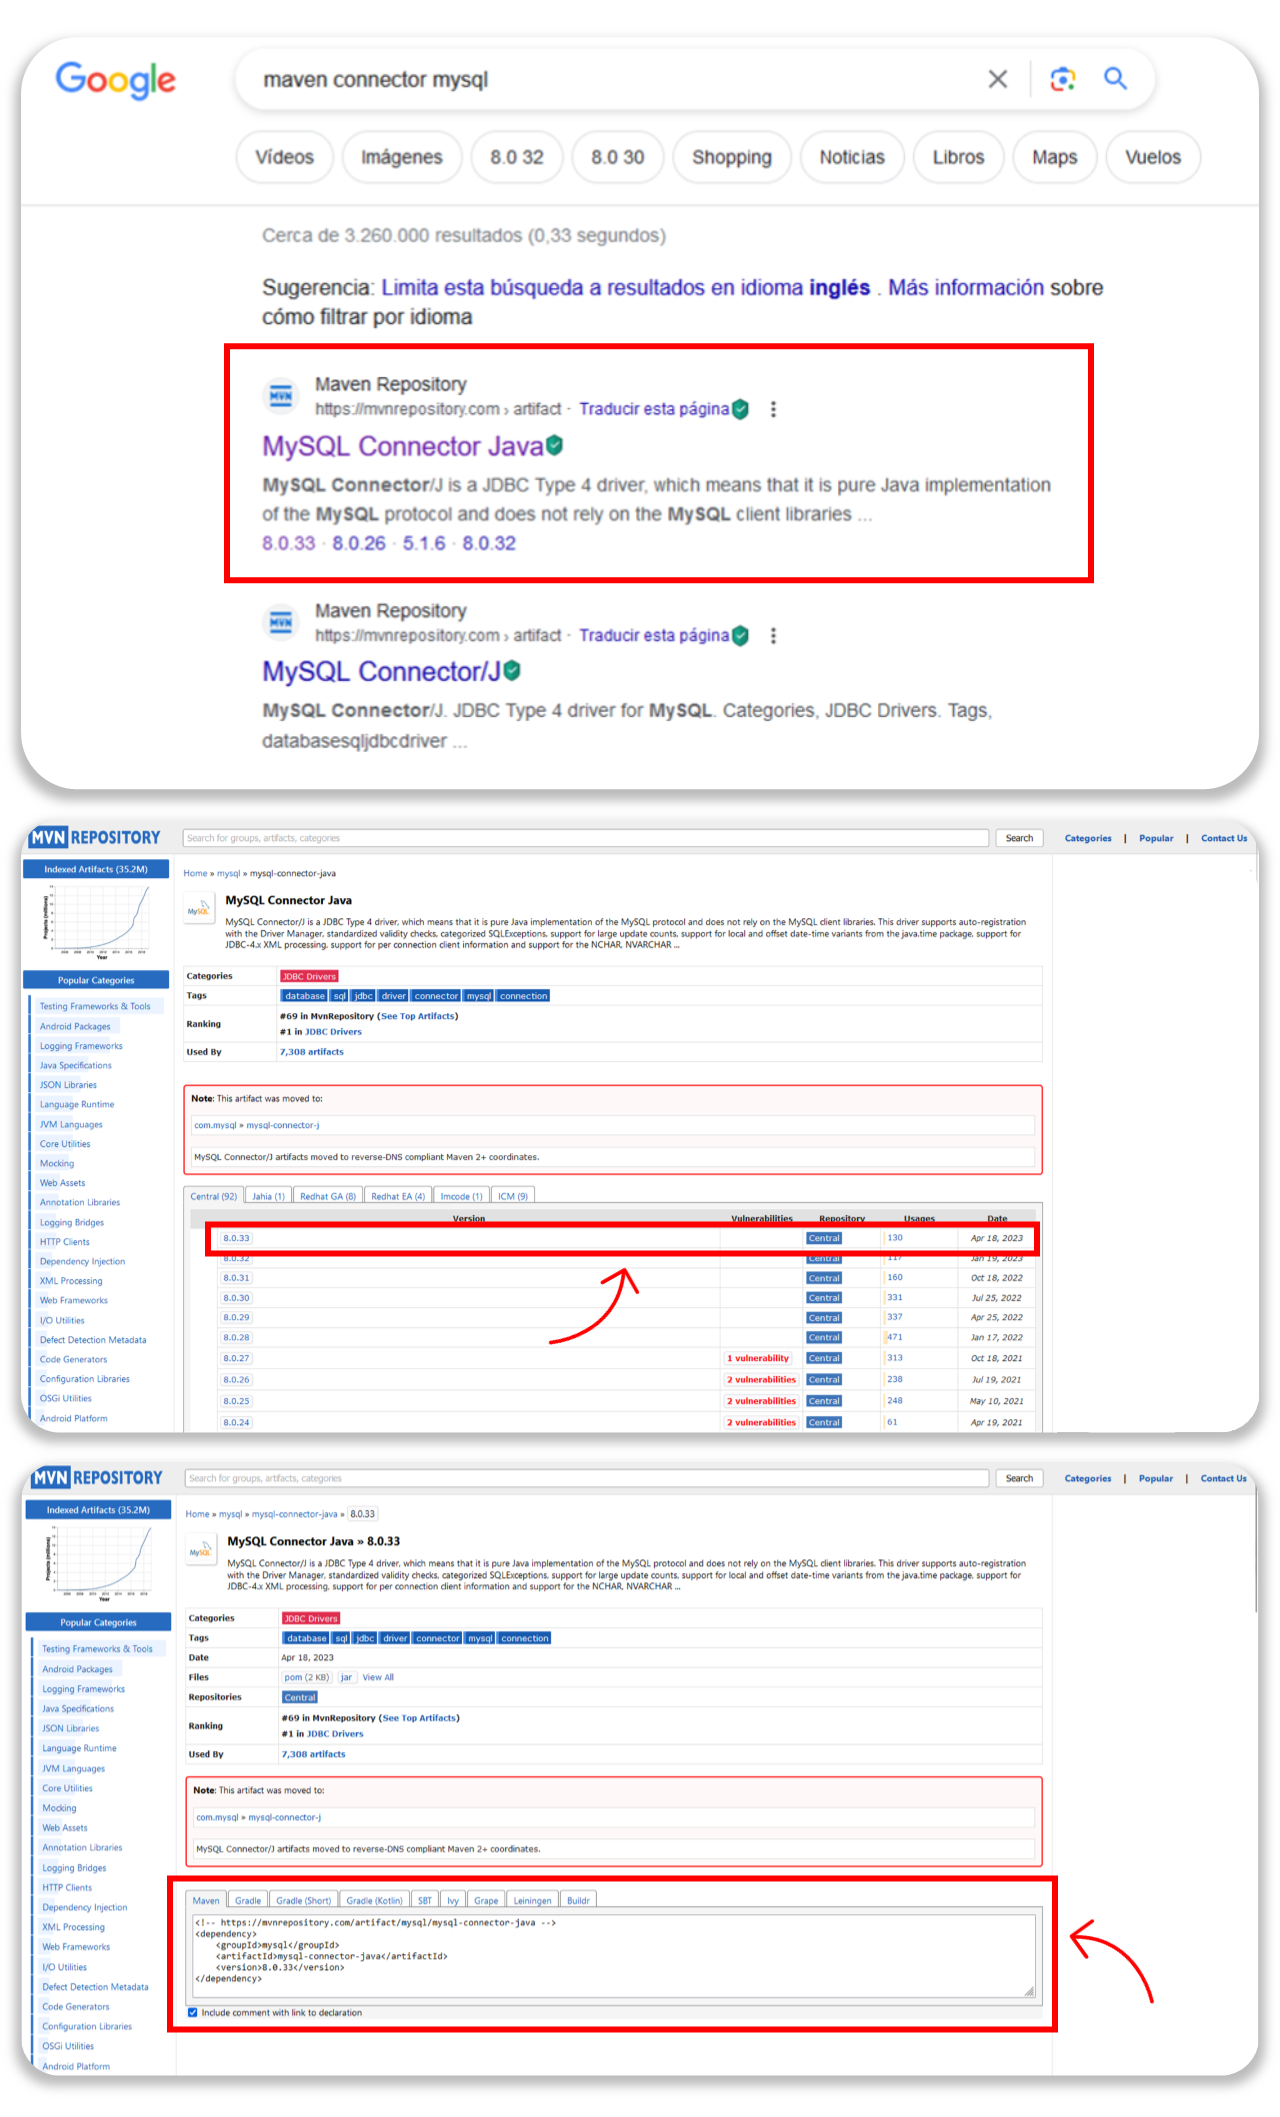 Google
maven connector mysql
Vídeos
Imágenes
8.0 32
8.0 30
Shopping
Noticias
Libros
Maps
Vuelos
Cerca de 3.260.000 resultados (0,33 segundos)
Sugerencia: Limita esta búsqueda a resultados en idioma inglés . Más información sobre
cómo filtrar por idioma
MVN
Maven Repository
https://mvnrepository.com › artifact · Traducir esta página
MySQL Connector Java
MySQL Connector/J is a JDBC Type 4 driver, which means that it is pure Java implementation
of the MySQL protocol and does not rely on the MySQL client libraries ...
8.0.33 · 8.0.26 · 5.1.6 · 8.0.32
MVN
Maven Repository
https://mvnrepository.com › artifact · Traducir esta página
MySQL Connector/J
MySQL Connector/J. JDBC Type 4 driver for MySQL. Categories, JDBC Drivers. Tags,
databasesqljdbcdriver ...
MVN REPOSITORY
Search for groups, artifacts, categories
Search
Categories | Popular | Contact Us
Indexed Artifacts (35.2M)
Projects (millions)
Year
Popular Categories
Testing Frameworks & Tools
Android Packages
Logging Frameworks
Java Specifications
JSON Libraries
Language Runtime
JVM Languages
Core Utilities
Mocking
Web Assets
Annotation Libraries
Logging Bridges
HTTP Clients
Dependency Injection
XML Processing
Web Frameworks
I/O Utilities
Defect Detection Metadata
Code Generators
Configuration Libraries
OSGi Utilities
Android Platform
Home » mysql » mysql-connector-java
MySQL
MySQL Connector Java
MySQL Connector/J is a JDBC Type 4 driver, which means that it is pure Java implementation of the MySQL protocol and does not rely on the MySQL client libraries. This driver supports auto-registration
with the Driver Manager, standardized validity checks, categorized SQLExceptions, support for large update counts, support for local and offset date-time variants from the java.time package, support for
JDBC-4.x XML processing, support for per connection client information and support for the NCHAR, NVARCHAR ...
Categories JDBC Drivers
Tags database sql jdbc driver connector mysql connection
Ranking #69 in MvnRepository (See Top Artifacts)
#1 in JDBC Drivers
Used By 7,308 artifacts
Note: This artifact was moved to:
com.mysql » mysql-connector-j
MySQL Connector/J artifacts moved to reverse-DNS compliant Maven 2+ coordinates.
Central (92) Jahia (1) Redhat GA (8) Redhat EA (4) Imcode (1) ICM (9)
Version Vulnerabilities Repository Usages Date
8.0.33 Central 130 Apr 18, 2023
8.0.32 Central 117 Jan 19, 2023
8.0.31 Central 160 Oct 18, 2022
8.0.30 Central 331 Jul 25, 2022
8.0.29 Central 337 Apr 25, 2022
8.0.28 Central 471 Jan 17, 2022
8.0.27 1 vulnerability Central 313 Oct 18, 2021
8.0.26 2 vulnerabilities Central 238 Jul 19, 2021
8.0.25 2 vulnerabilities Central 248 May 10, 2021
8.0.24 2 vulnerabilities Central 61 Apr 19, 2021
MVN REPOSITORY
Search for groups, artifacts, categories
Search
Categories | Popular | Contact Us
Indexed Artifacts (35.2M)
Projects (millions)
Year
Popular Categories
Testing Frameworks & Tools
Android Packages
Logging Frameworks
Java Specifications
JSON Libraries
Language Runtime
JVM Languages
Core Utilities
Mocking
Web Assets
Annotation Libraries
Logging Bridges
HTTP Clients
Dependency Injection
XML Processing
Web Frameworks
I/O Utilities
Defect Detection Metadata
Code Generators
Configuration Libraries
OSGi Utilities
Android Platform
Home » mysql » mysql-connector-java » 8.0.33
MySQL
MySQL Connector Java » 8.0.33
MySQL Connector/J is a JDBC Type 4 driver, which means that it is pure Java implementation of the MySQL protocol and does not rely on the MySQL client libraries. This driver supports auto-registration
with the Driver Manager, standardized validity checks, categorized SQLExceptions, support for large update counts, support for local and offset date-time variants from the java.time package, support for
JDBC-4.x XML processing, support for per connection client information and support for the NCHAR, NVARCHAR ...
Categories JDBC Drivers
Tags database sql jdbc driver connector mysql connection
Date Apr 18, 2023
Files pom (2 KB) jar View All
Repositories Central
Ranking #69 in MvnRepository (See Top Artifacts)
#1 in JDBC Drivers
Used By 7,308 artifacts
Note: This artifact was moved to:
com.mysql » mysql-connector-j
MySQL Connector/J artifacts moved to reverse-DNS compliant Maven 2+ coordinates.
Maven Gradle Gradle (Short) Gradle (Kotlin) SBT Ivy Grape Leiningen Buildr
<!-- https://mvnrepository.com/artifact/mysql/mysql-connector-java -->
<dependency>
<groupId>mysql</groupId>
<artifactId>mysql-connector-java</artifactId>
<version>8.0.33</version>
</dependency>
Include comment with link to declaration